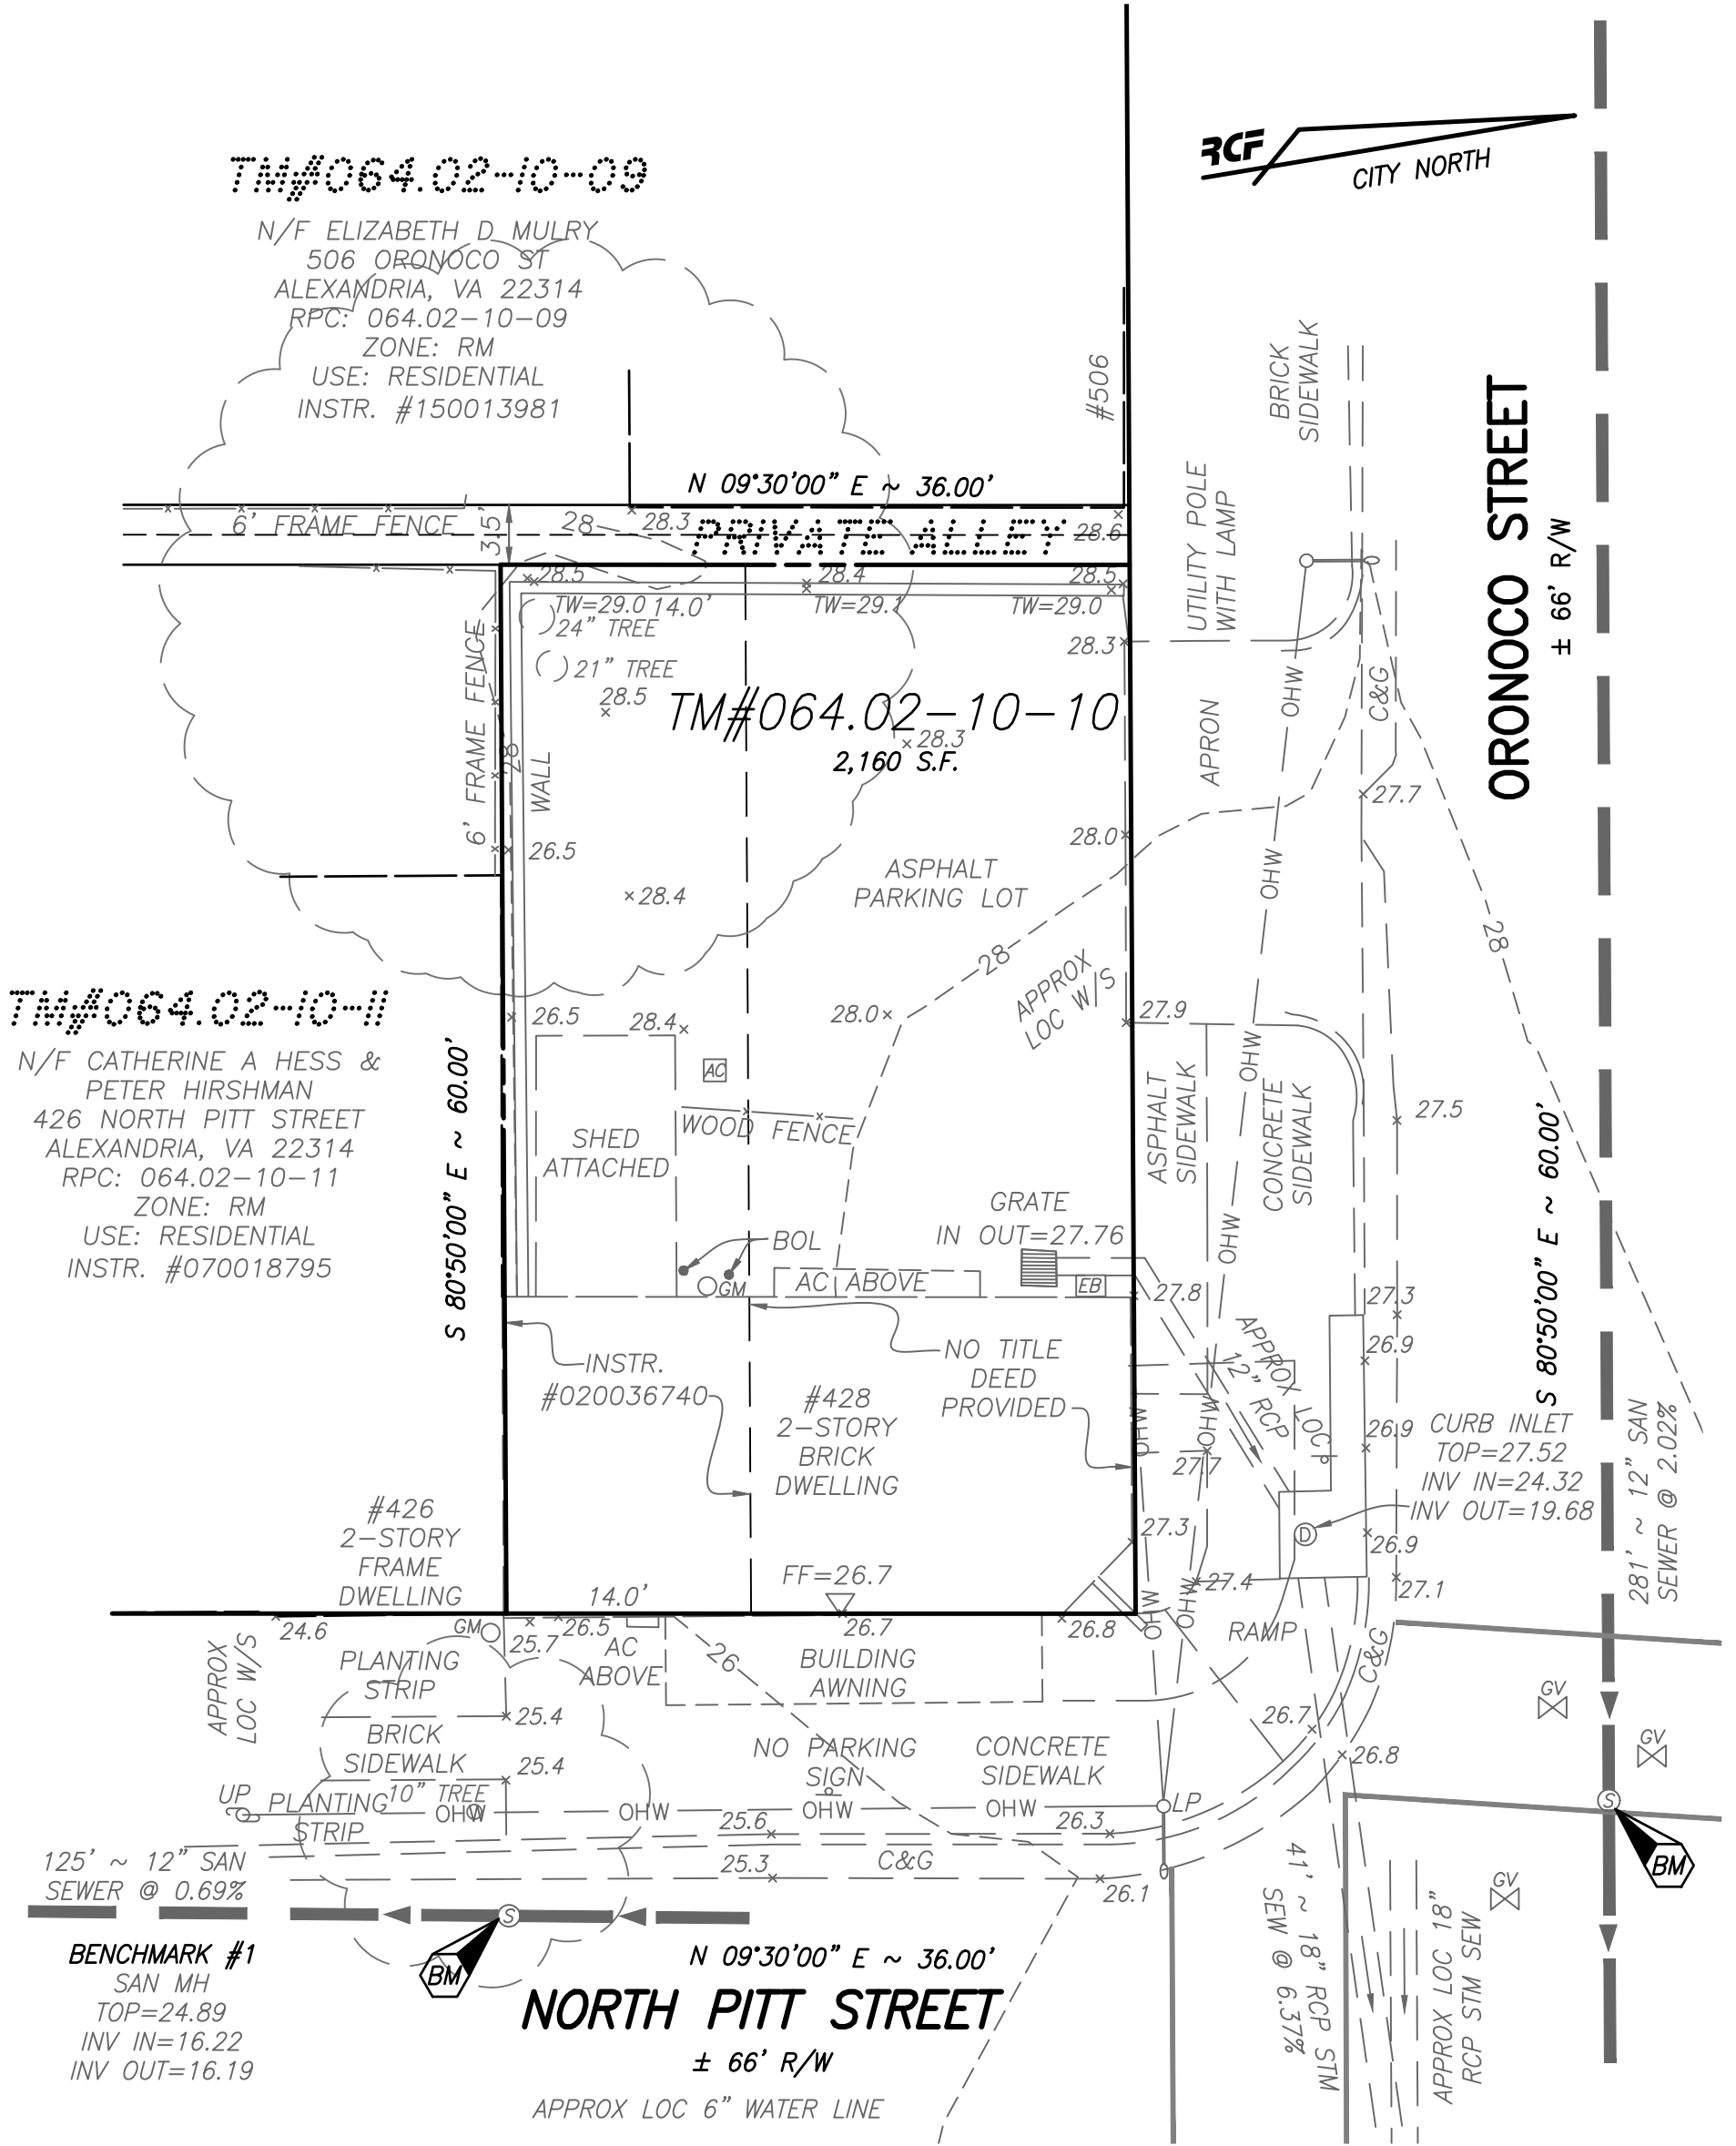 RCF
CITY NORTH
TM#064.02-10-09
N/F ELIZABETH D MULRY
506 ORONOCO ST
ALEXANDRIA, VA 22314
RPC: 064.02-10-09
ZONE: RM
USE: RESIDENTIAL
INSTR. #150013981
#506
BRICK
SIDEWALK
ORONOCO STREET
± 66' R/W
UTILITY POLE
WITH LAMP
N 09°30'00" E ~ 36.00'
6' FRAME FENCE
3.5'
28
28.3
PRIVATE ALLEY
28.6
28.5
28.4
28.5
TW=29.0
14.0'
TW=29.1
TW=29.0
24" TREE
21" TREE
28.5
28.3
6' FRAME FENCE
28
WALL
TM#064.02-10-10
28.3
2,160 S.F.
APRON
OHW
C&G
27.7
26.5
28.0
ASPHALT
PARKING LOT
28.4
OHW
28
28
TM#064.02-10-11
N/F CATHERINE A HESS &
PETER HIRSHMAN
426 NORTH PITT STREET
ALEXANDRIA, VA 22314
RPC: 064.02-10-11
ZONE: RM
USE: RESIDENTIAL
INSTR. #070018795
S 80°50'00" E ~ 60.00'
26.5
28.4
28.0
APPROX
LOC W/S
27.9
AC
WOOD FENCE
SHED
ATTACHED
ASPHALT
SIDEWALK
OHW
CONCRETE
SIDEWALK
27.5
S 80°50'00" E ~ 60.00'
GRATE
IN OUT=27.76
BOL
GM
AC ABOVE
EB
27.8
OHW
27.3
26.9
INSTR.
#020036740
NO TITLE
DEED
PROVIDED
#428
2-STORY
BRICK
DWELLING
APPROX LOC
12" RCP
OHW
OHW
27.7
26.9
CURB INLET
TOP=27.52
INV IN=24.32
INV OUT=19.68
D
26.9
281' ~ 12" SAN
SEWER @ 2.02%
#426
2-STORY
FRAME
DWELLING
27.3
27.4
27.1
14.0'
FF=26.7
OHW
OHW
24.6
GM
25.7
26.5
26.7
26.8
RAMP
C&G
APPROX
LOC W/S
PLANTING
STRIP
AC
ABOVE
26
BUILDING
AWNING
25.4
BRICK
SIDEWALK
25.4
NO PARKING
SIGN
CONCRETE
SIDEWALK
26.7
26.8
GV
GV
UP
PLANTING
STRIP
10" TREE
OHW
OHW
OHW
OHW
LP
S
BM
25.6
26.3
125' ~ 12" SAN
SEWER @ 0.69%
25.3
C&G
26.1
GV
41' ~ 18" RCP STM
SEW @ 6.37%
APPROX LOC 18"
RCP STM SEW
S
BM
BENCHMARK #1
SAN MH
TOP=24.89
INV IN=16.22
INV OUT=16.19
N 09°30'00" E ~ 36.00'
NORTH PITT STREET
± 66' R/W
APPROX LOC 6" WATER LINE